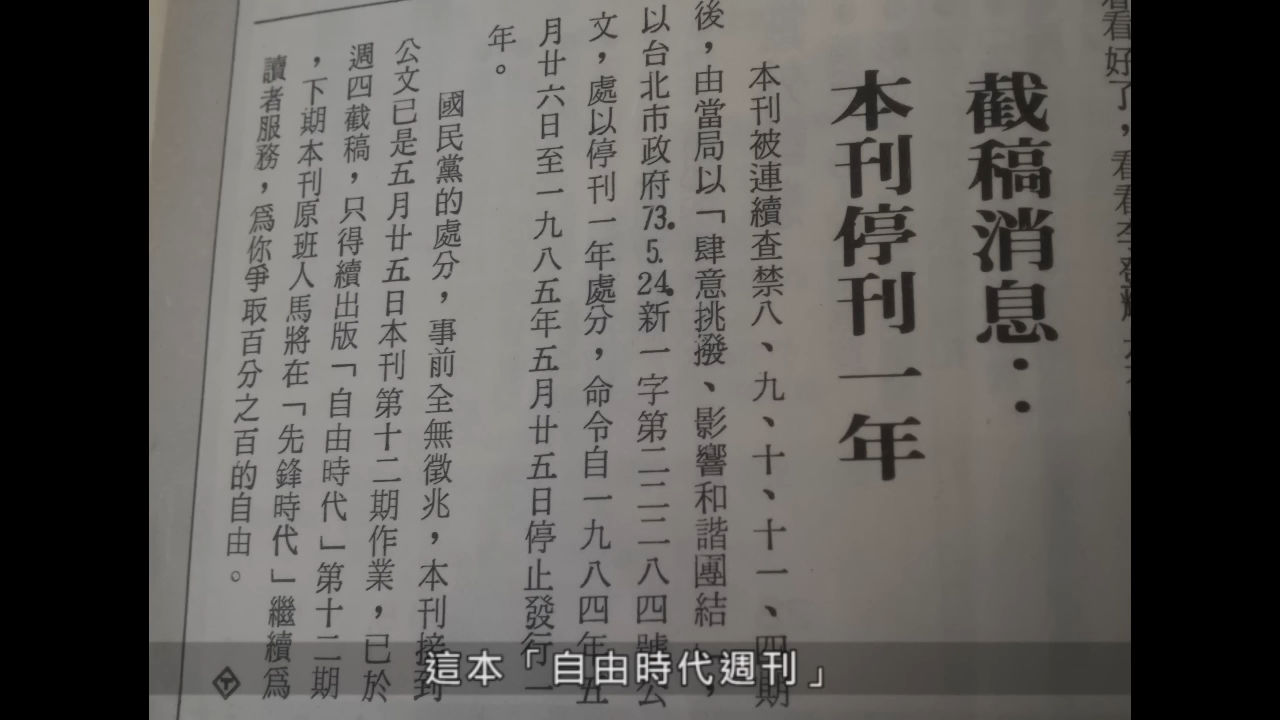 看好了，看看李
截稿消息：
本刊停刊一年
本刊被連續查禁八、九、十、十一、四期
後，由當局以「肆意挑撥、影響和諧團結」，
以台北市政府73.5.24.新一字第二二二八四號公
文，處以停刊一年處分，命令自一九八四年五
月廿六日至一九八五年五月廿五日停止發行一
年。
國民黨的處分，事前全無徵兆，本刊接到
公文已是五月廿五日本刊第十二期作業，已於
週四截稿，只得續出版「自由時代」第十二期
，下期本刊原班人馬將在「先鋒時代」繼續爲
讀者服務，爲你爭取百分之百的自由。
這本「自由時代週刊」